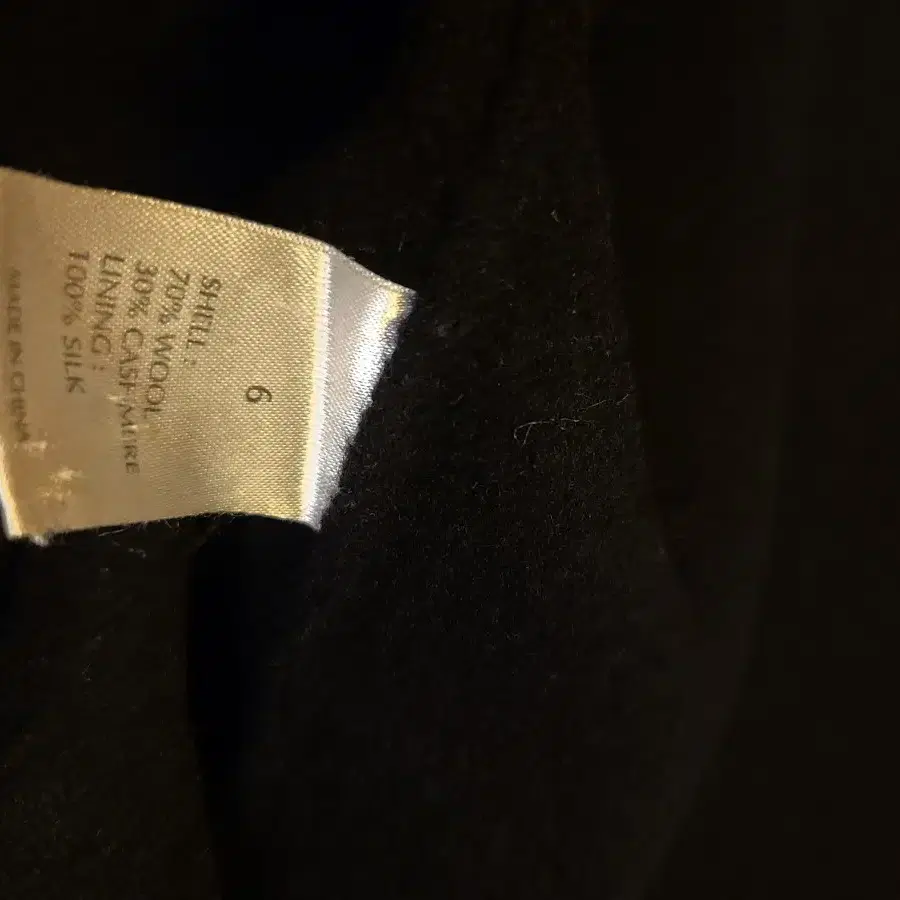 6
SHELL :
70% WOOL
30% CASHMERE
LINING :
100% SILK
MADE IN CHINA